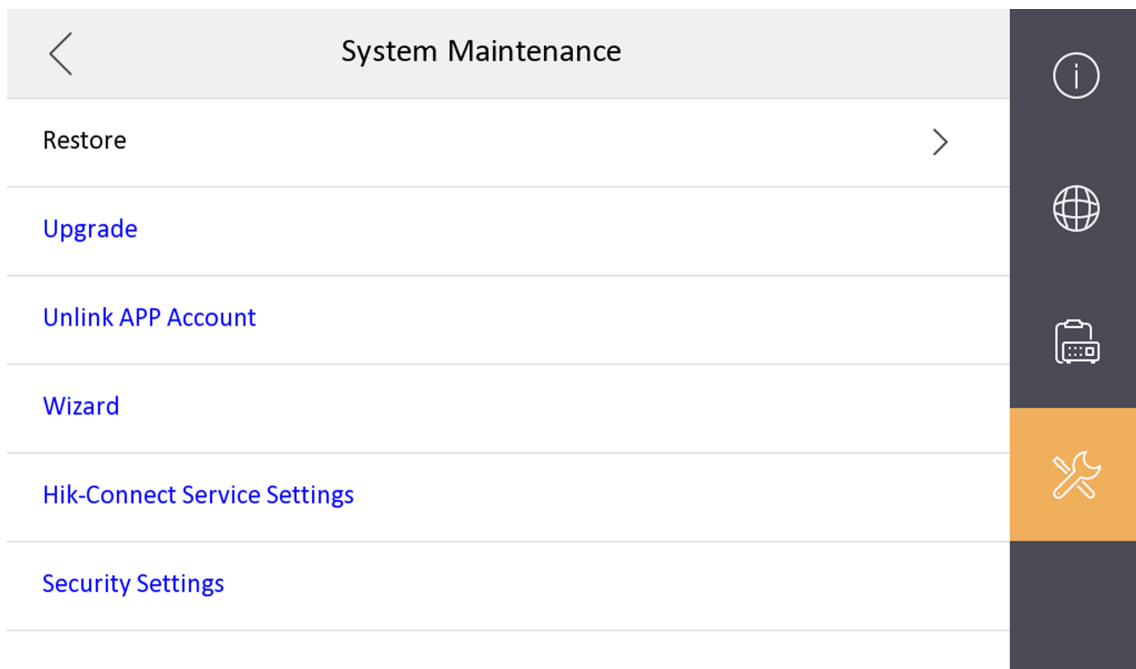 System Maintenance
Restore
Upgrade
Unlink APP Account
Wizard
Hik-Connect Service Settings
Security Settings